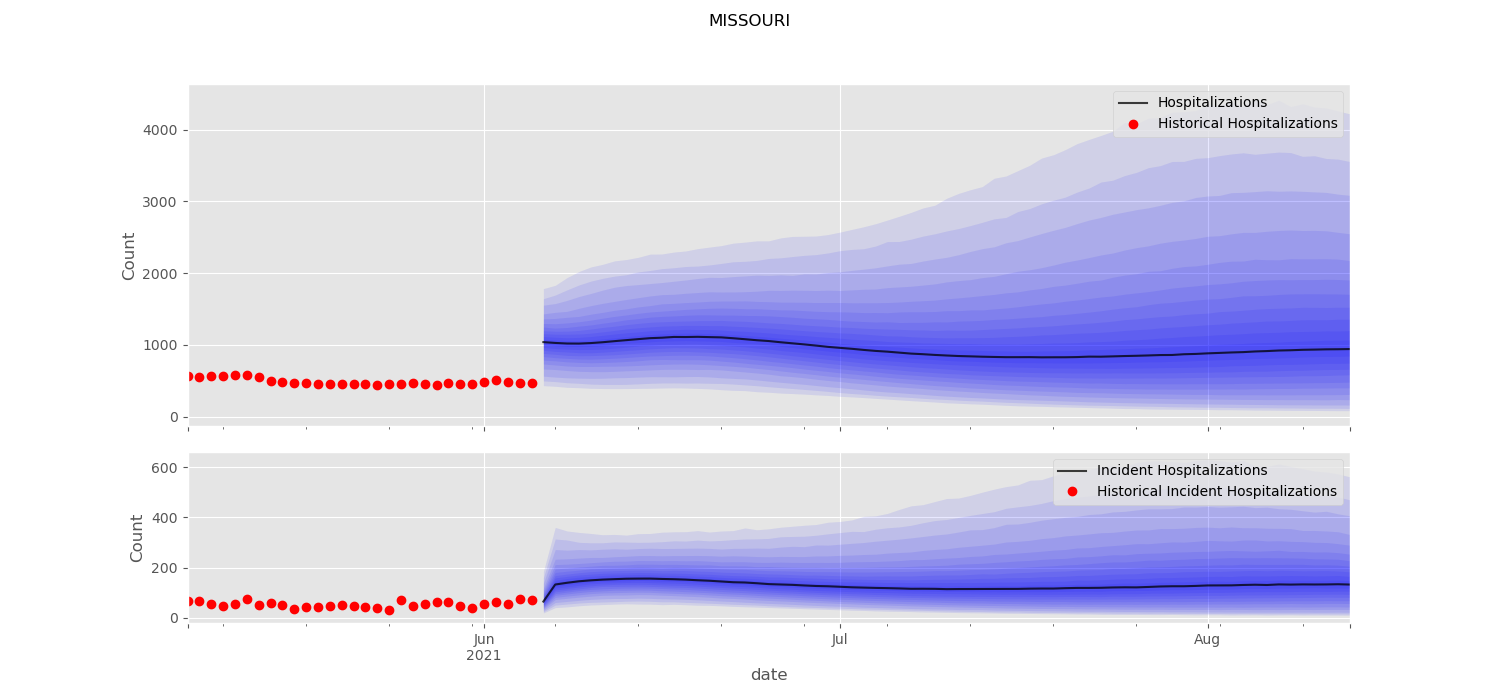 MISSOURI
Hospitalizations
Historical Hospitalizations
4000
3000
2000
1000
0
Count
Incident Hospitalizations
Historical Incident Hospitalizations
600
400
200
0
Count
Jun
2021
Jul
Aug
date